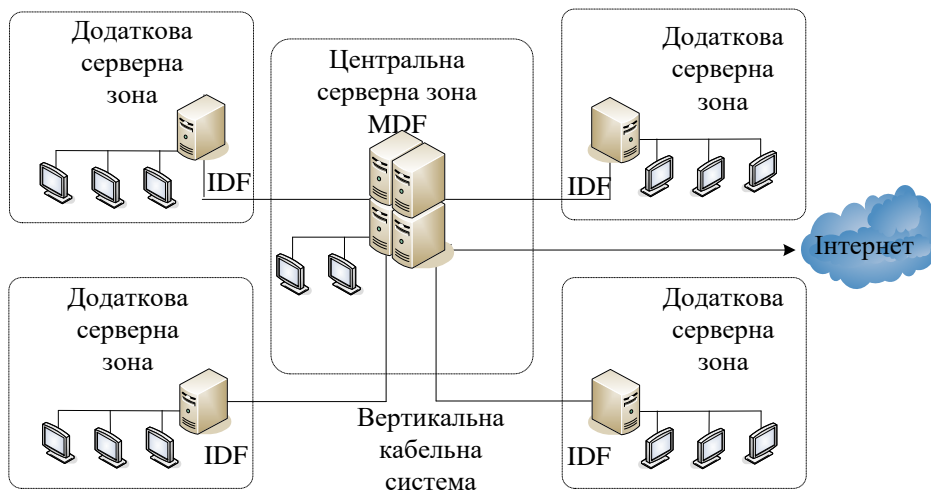 Додаткова
серверна
зона
IDF
Центральна
серверна зона
MDF
Додаткова
серверна
зона
IDF
Інтернет
Додаткова
серверна
зона
IDF
Вертикальна
кабельна
система
Додаткова
серверна
зона
IDF